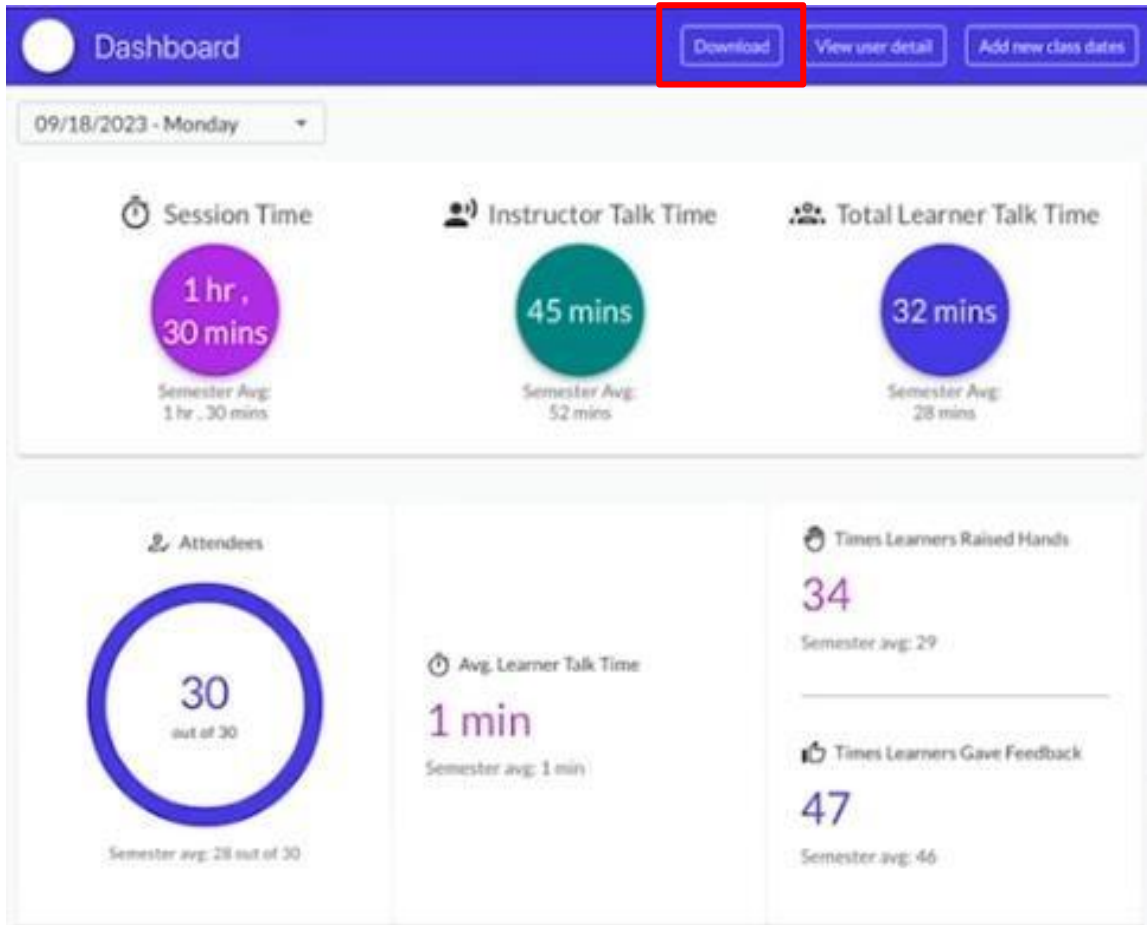 Dashboard
Download
View user detail
Add new class dates
09/18/2023 - Monday
Session Time
Instructor Talk Time
Total Learner Talk Time
1 hr ,
30 mins
45 mins
32 mins
Semester Avg:
1 hr , 30 mins
Semester Avg:
52 mins
Semester Avg:
28 mins
Attendees
30
out of 30
Semester avg: 28 out of 30
Avg. Learner Talk Time
1 min
Semester avg: 1 min
Times Learners Raised Hands
34
Semester avg: 29
Times Learners Gave Feedback
47
Semester avg: 46